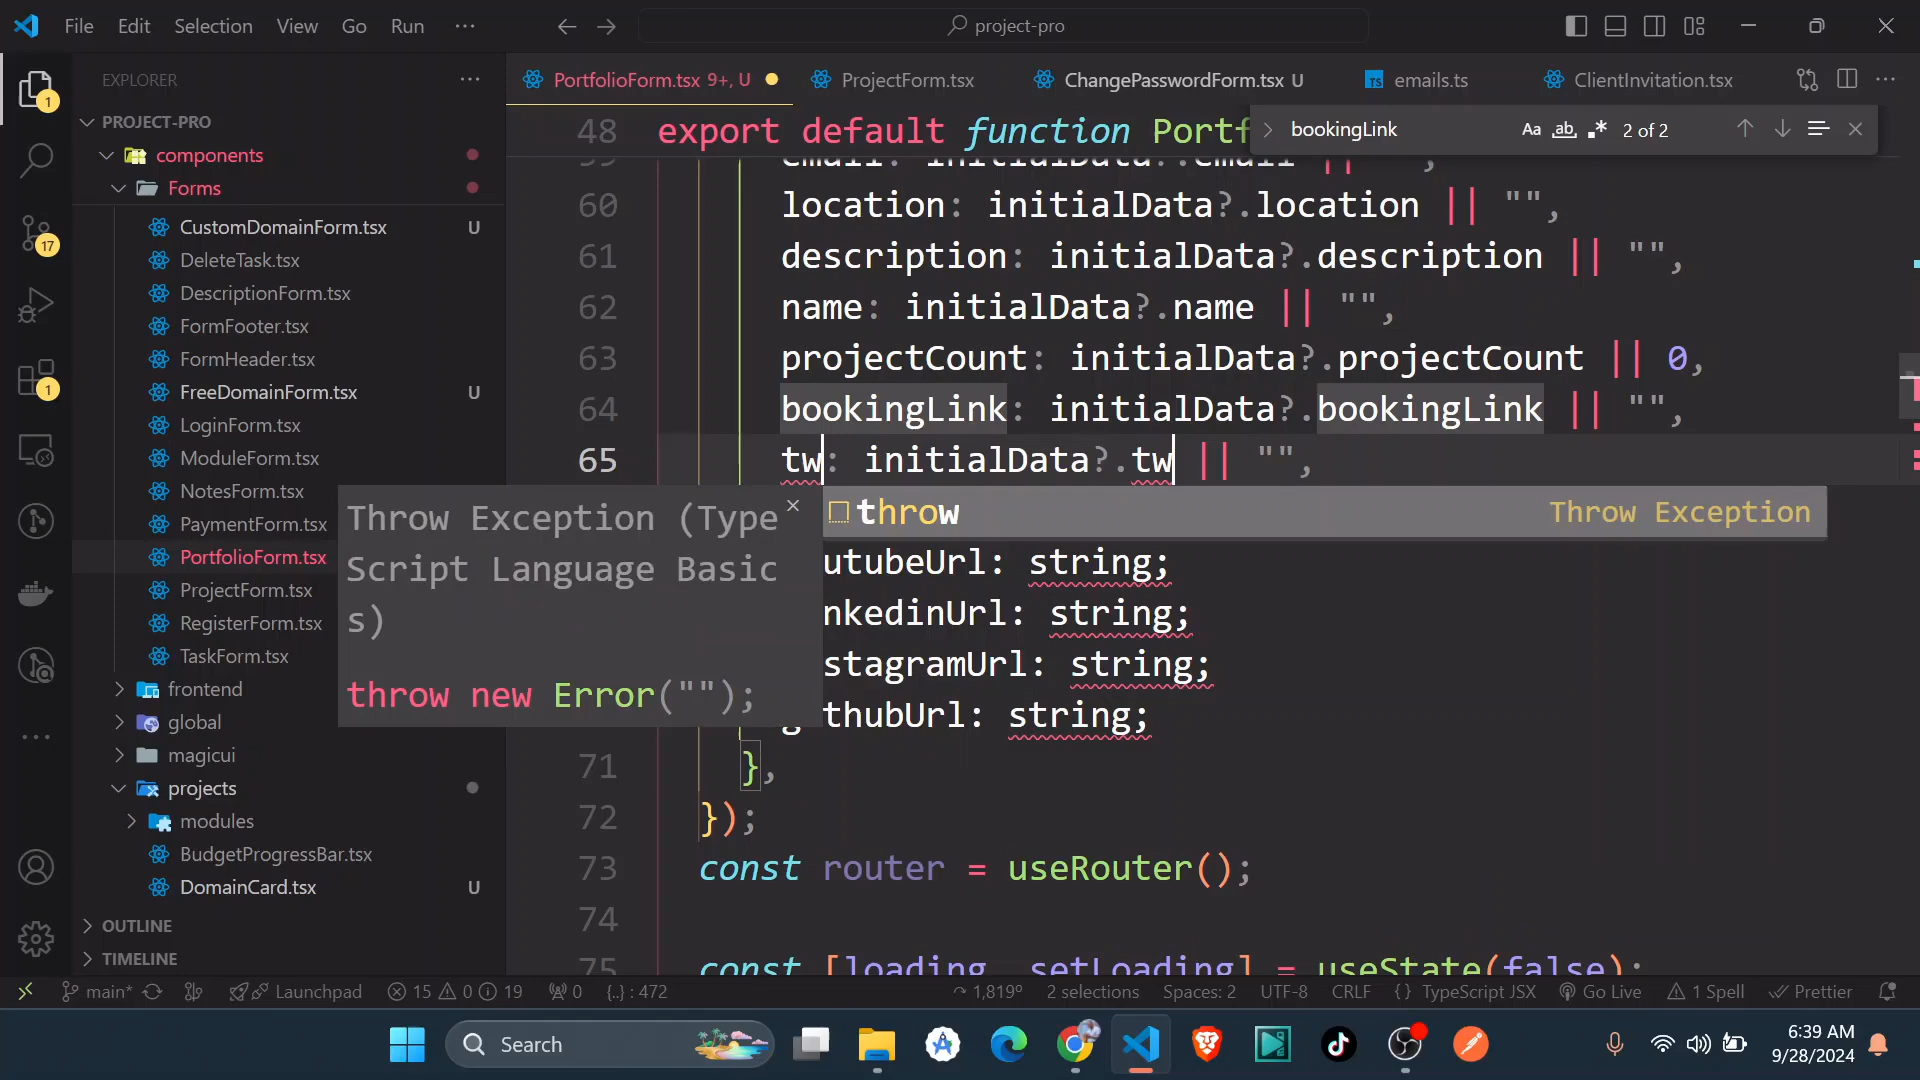 File Edit Selection View Go Run ···
project-pro
EXPLORER
PortfolioForm.tsx 9+, U
ProjectForm.tsx
ChangePasswordForm.tsx U
TS emails.ts
ClientInvitation.tsx
bookingLink
Aa ab 2 of 2
PROJECT-PRO
components
Forms
CustomDomainForm.tsx U
DeleteTask.tsx
DescriptionForm.tsx
FormFooter.tsx
FormHeader.tsx
FreeDomainForm.tsx U
LoginForm.tsx
ModuleForm.tsx
NotesForm.tsx
PaymentForm.tsx
PortfolioForm.tsx
ProjectForm.tsx
RegisterForm.tsx
TaskForm.tsx
frontend
global
magicui
projects
modules
BudgetProgressBar.tsx
DomainCard.tsx U
OUTLINE
TIMELINE
1
17
1
48 export default function Portf
email: initialData?.email || "",
60 location: initialData?.location || "",
61 description: initialData?.description || "",
62 name: initialData?.name || "",
63 projectCount: initialData?.projectCount || 0,
64 bookingLink: initialData?.bookingLink || "",
65 tw: initialData?.tw || "",
throw Throw Exception
Throw Exception (Type
Script Language Basic
s)
throw new Error("");
utubeUrl: string;
nkedinUrl: string;
stagramUrl: string;
thubUrl: string;
71 },
72 });
73 const router = useRouter();
74
75 const [loading, setLoading] = useState(false);
main* Launchpad 15 0 19 0 {..} : 472
1,819º 2 selections Spaces: 2 UTF-8 CRLF {} TypeScript JSX Go Live 1 Spell Prettier
Search
6:39 AM
9/28/2024